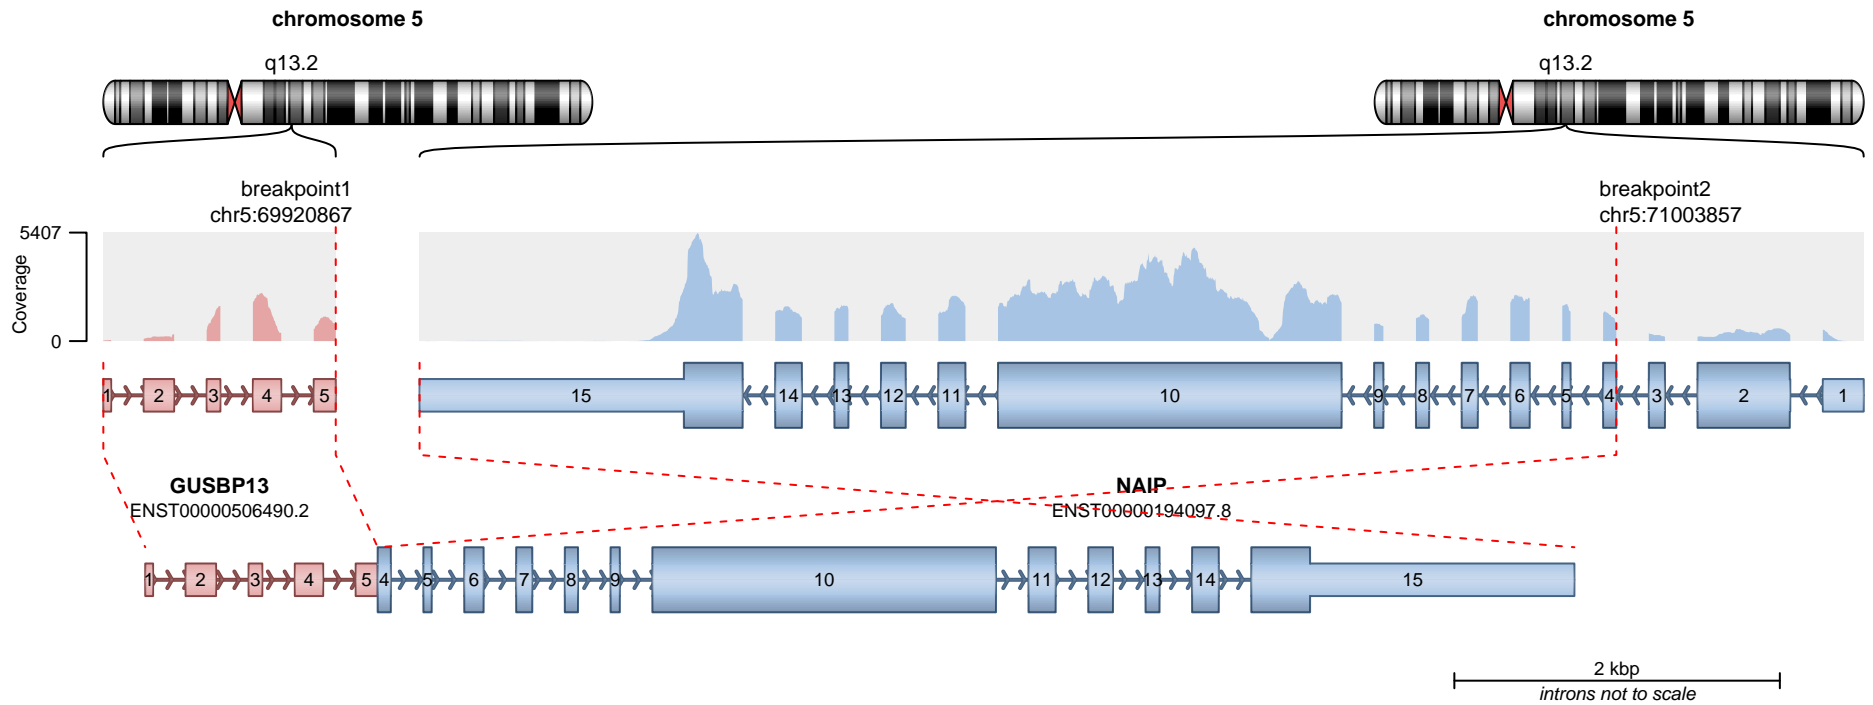 chromosome 5
chromosome 5
q13.2
q13.2
breakpoint1
chr5:69920867
breakpoint2
chr5:71003857
5407
Coverage
0
1 2 3 4 5
15 14 13 12 11 10 9 8 7 6 5 4 3 2 1
GUSBP13
ENST00000506490.2
NAIP
ENST00000194097.8
1 2 3 4 5 4 5 6 7 8 9 10 11 12 13 14 15
2 kbp
introns not to scale